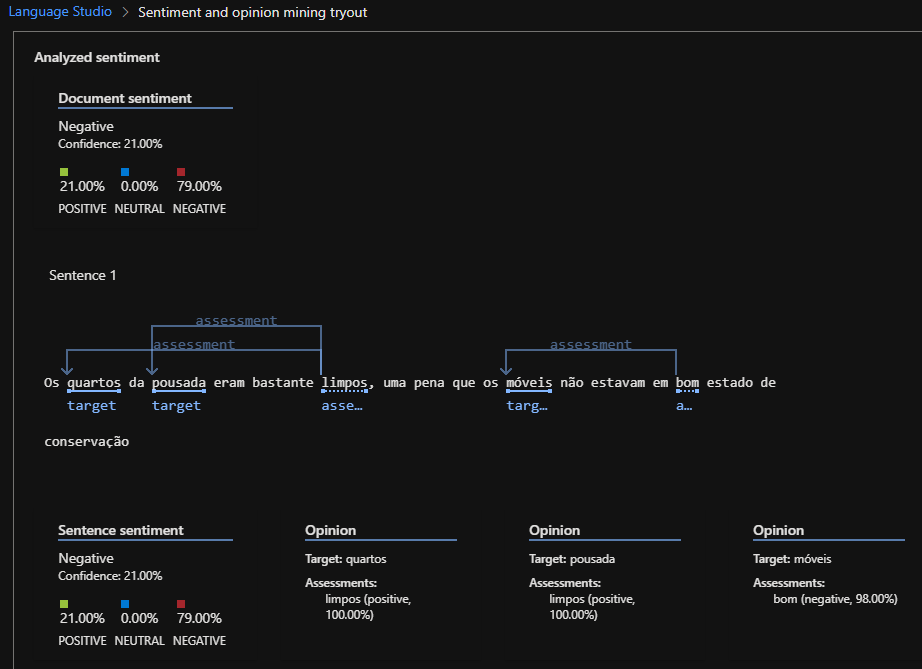 Language Studio > Sentiment and opinion mining tryout
Analyzed sentiment
Document sentiment
Negative
Confidence: 21.00%
21.00% 0.00% 79.00%
POSITIVE NEUTRAL NEGATIVE
Sentence 1
assessment
assessment assessment
Os quartos da pousada eram bastante limpos, uma pena que os móveis não estavam em bom estado de
target target asse… targ… a…
conservação
Sentence sentiment Opinion Opinion Opinion
Negative Target: quartos Target: pousada Target: móveis
Confidence: 21.00% Assessments: Assessments: Assessments:
limpos (positive, limpos (positive, bom (negative, 98.00%)
21.00% 0.00% 79.00% 100.00%) 100.00%)
POSITIVE NEUTRAL NEGATIVE